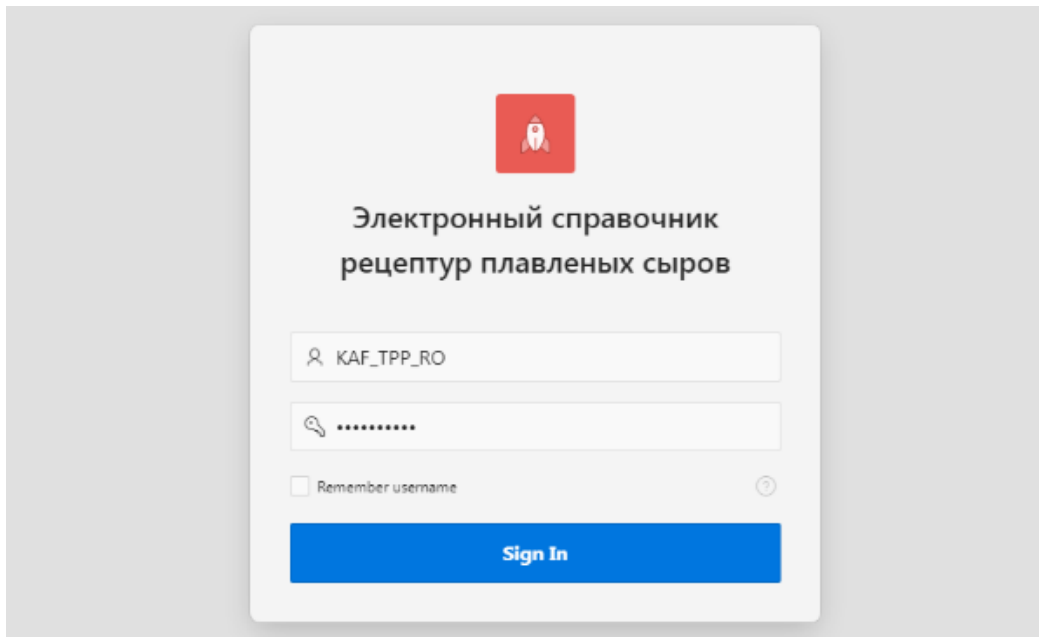 Электронный справочник
рецептур плавленых сыров
KAF_TPP_RO
••••••••••
Remember username
?
Sign In